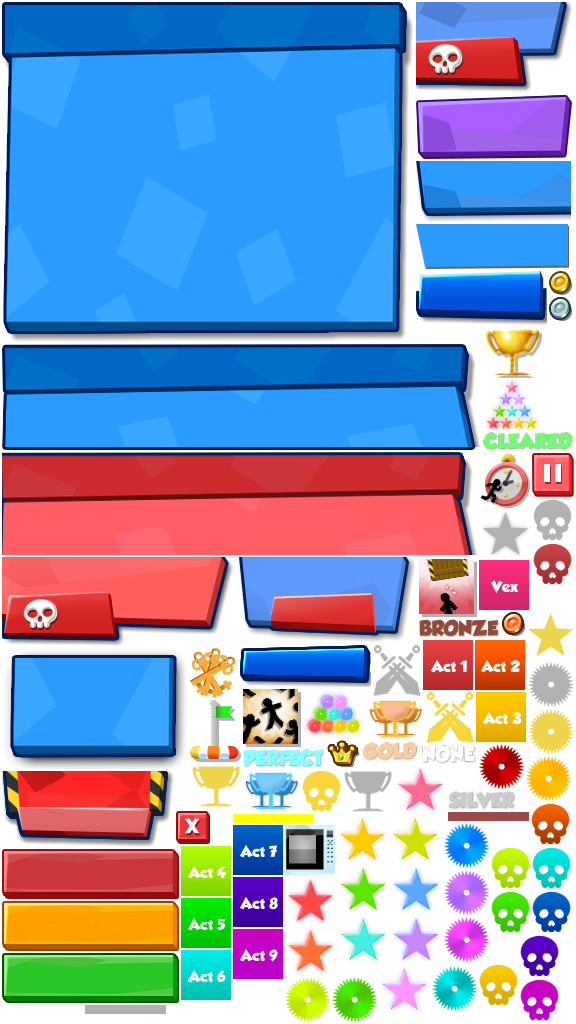 CLEARED
Vex
BRONZE
Act 1
Act 2
Act 3
PERFECT
GOLD
NONE
SILVER
X
Act 4
Act 7
Act 5
Act 8
Act 6
Act 9